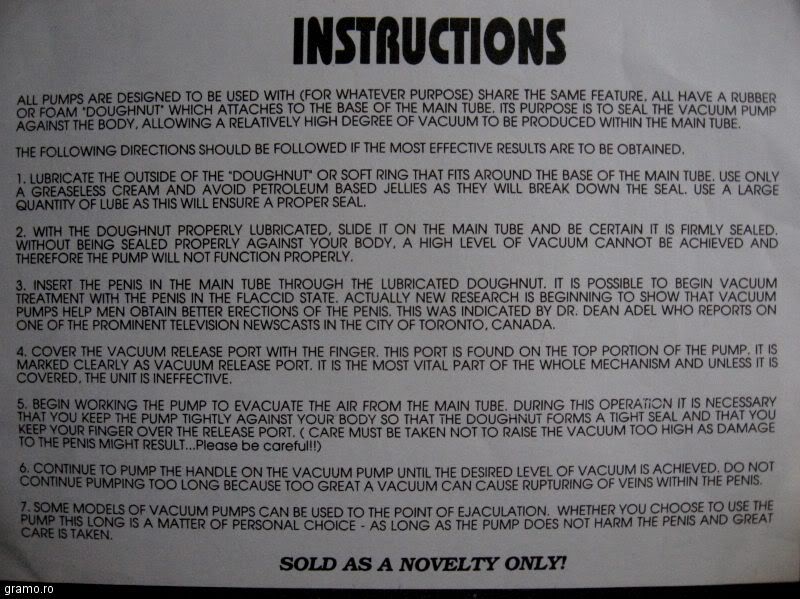 INSTRUCTIONS
ALL PUMPS ARE DESIGNED TO BE USED WITH (FOR WHATEVER PURPOSE) SHARE THE SAME FEATURE. ALL HAVE A RUBBER
OR FOAM "DOUGHNUT" WHICH ATTACHES TO THE BASE OF THE MAIN TUBE. ITS PURPOSE IS TO SEAL THE VACUUM PUMP
AGAINST THE BODY, ALLOWING A RELATIVELY HIGH DEGREE OF VACUUM TO BE PRODUCED WITHIN THE MAIN TUBE.
THE FOLLOWING DIRECTIONS SHOULD BE FOLLOWED IF THE MOST EFFECTIVE RESULTS ARE TO BE OBTAINED.
1. LUBRICATE THE OUTSIDE OF THE "DOUGHNUT" OR SOFT RING THAT FITS AROUND THE BASE OF THE MAIN TUBE. USE ONLY
A GREASELESS CREAM AND AVOID PETROLEUM BASED JELLIES AS THEY WILL BREAK DOWN THE SEAL. USE A LARGE
QUANTITY OF LUBE AS THIS WILL ENSURE A PROPER SEAL.
2. WITH THE DOUGHNUT PROPERLY LUBRICATED, SLIDE IT ON THE MAIN TUBE AND BE CERTAIN IT IS FIRMLY SEALED.
WITHOUT BEING SEALED PROPERLY AGAINST YOUR BODY, A HIGH LEVEL OF VACUUM CANNOT BE ACHIEVED AND
THEREFORE THE PUMP WILL NOT FUNCTION PROPERLY.
3. INSERT THE PENIS IN THE MAIN TUBE THROUGH THE LUBRICATED DOUGHNUT. IT IS POSSIBLE TO BEGIN VACUUM
TREATMENT WITH THE PENIS IN THE FLACCID STATE. ACTUALLY NEW RESEARCH IS BEGINNING TO SHOW THAT VACUUM
PUMPS HELP MEN OBTAIN BETTER ERECTIONS OF THE PENIS. THIS WAS INDICATED BY DR. DEAN ADEL WHO REPORTS ON
ONE OF THE PROMINENT TELEVISION NEWSCASTS IN THE CITY OF TORONTO, CANADA.
4. COVER THE VACUUM RELEASE PORT WITH THE FINGER. THIS PORT IS FOUND ON THE TOP PORTION OF THE PUMP. IT IS
MARKED CLEARLY AS VACUUM RELEASE PORT. IT IS THE MOST VITAL PART OF THE WHOLE MECHANISM AND UNLESS IT IS
COVERED, THE UNIT IS INEFFECTIVE.
5. BEGIN WORKING THE PUMP TO EVACUATE THE AIR FROM THE MAIN TUBE. DURING THIS OPERATION IT IS NECESSARY
THAT YOU KEEP THE PUMP TIGHTLY AGAINST YOUR BODY SO THAT THE DOUGHNUT FORMS A TIGHT SEAL AND THAT YOU
KEEP YOUR FINGER OVER THE RELEASE PORT. ( CARE MUST BE TAKEN NOT TO RAISE THE VACUUM TOO HIGH AS DAMAGE
TO THE PENIS MIGHT RESULT...Please be careful!!)
6. CONTINUE TO PUMP THE HANDLE ON THE VACUUM PUMP UNTIL THE DESIRED LEVEL OF VACUUM IS ACHIEVED. DO NOT
CONTINUE PUMPING TOO LONG BECAUSE TOO GREAT A VACUUM CAN CAUSE RUPTURING OF VEINS WITHIN THE PENIS.
7. SOME MODELS OF VACUUM PUMPS CAN BE USED TO THE POINT OF EJACULATION. WHETHER YOU CHOOSE TO USE THE
PUMP THIS LONG IS A MATTER OF PERSONAL CHOICE - AS LONG AS THE PUMP DOES NOT HARM THE PENIS AND GREAT
CARE IS TAKEN.
SOLD AS A NOVELTY ONLY!
gramo.ro